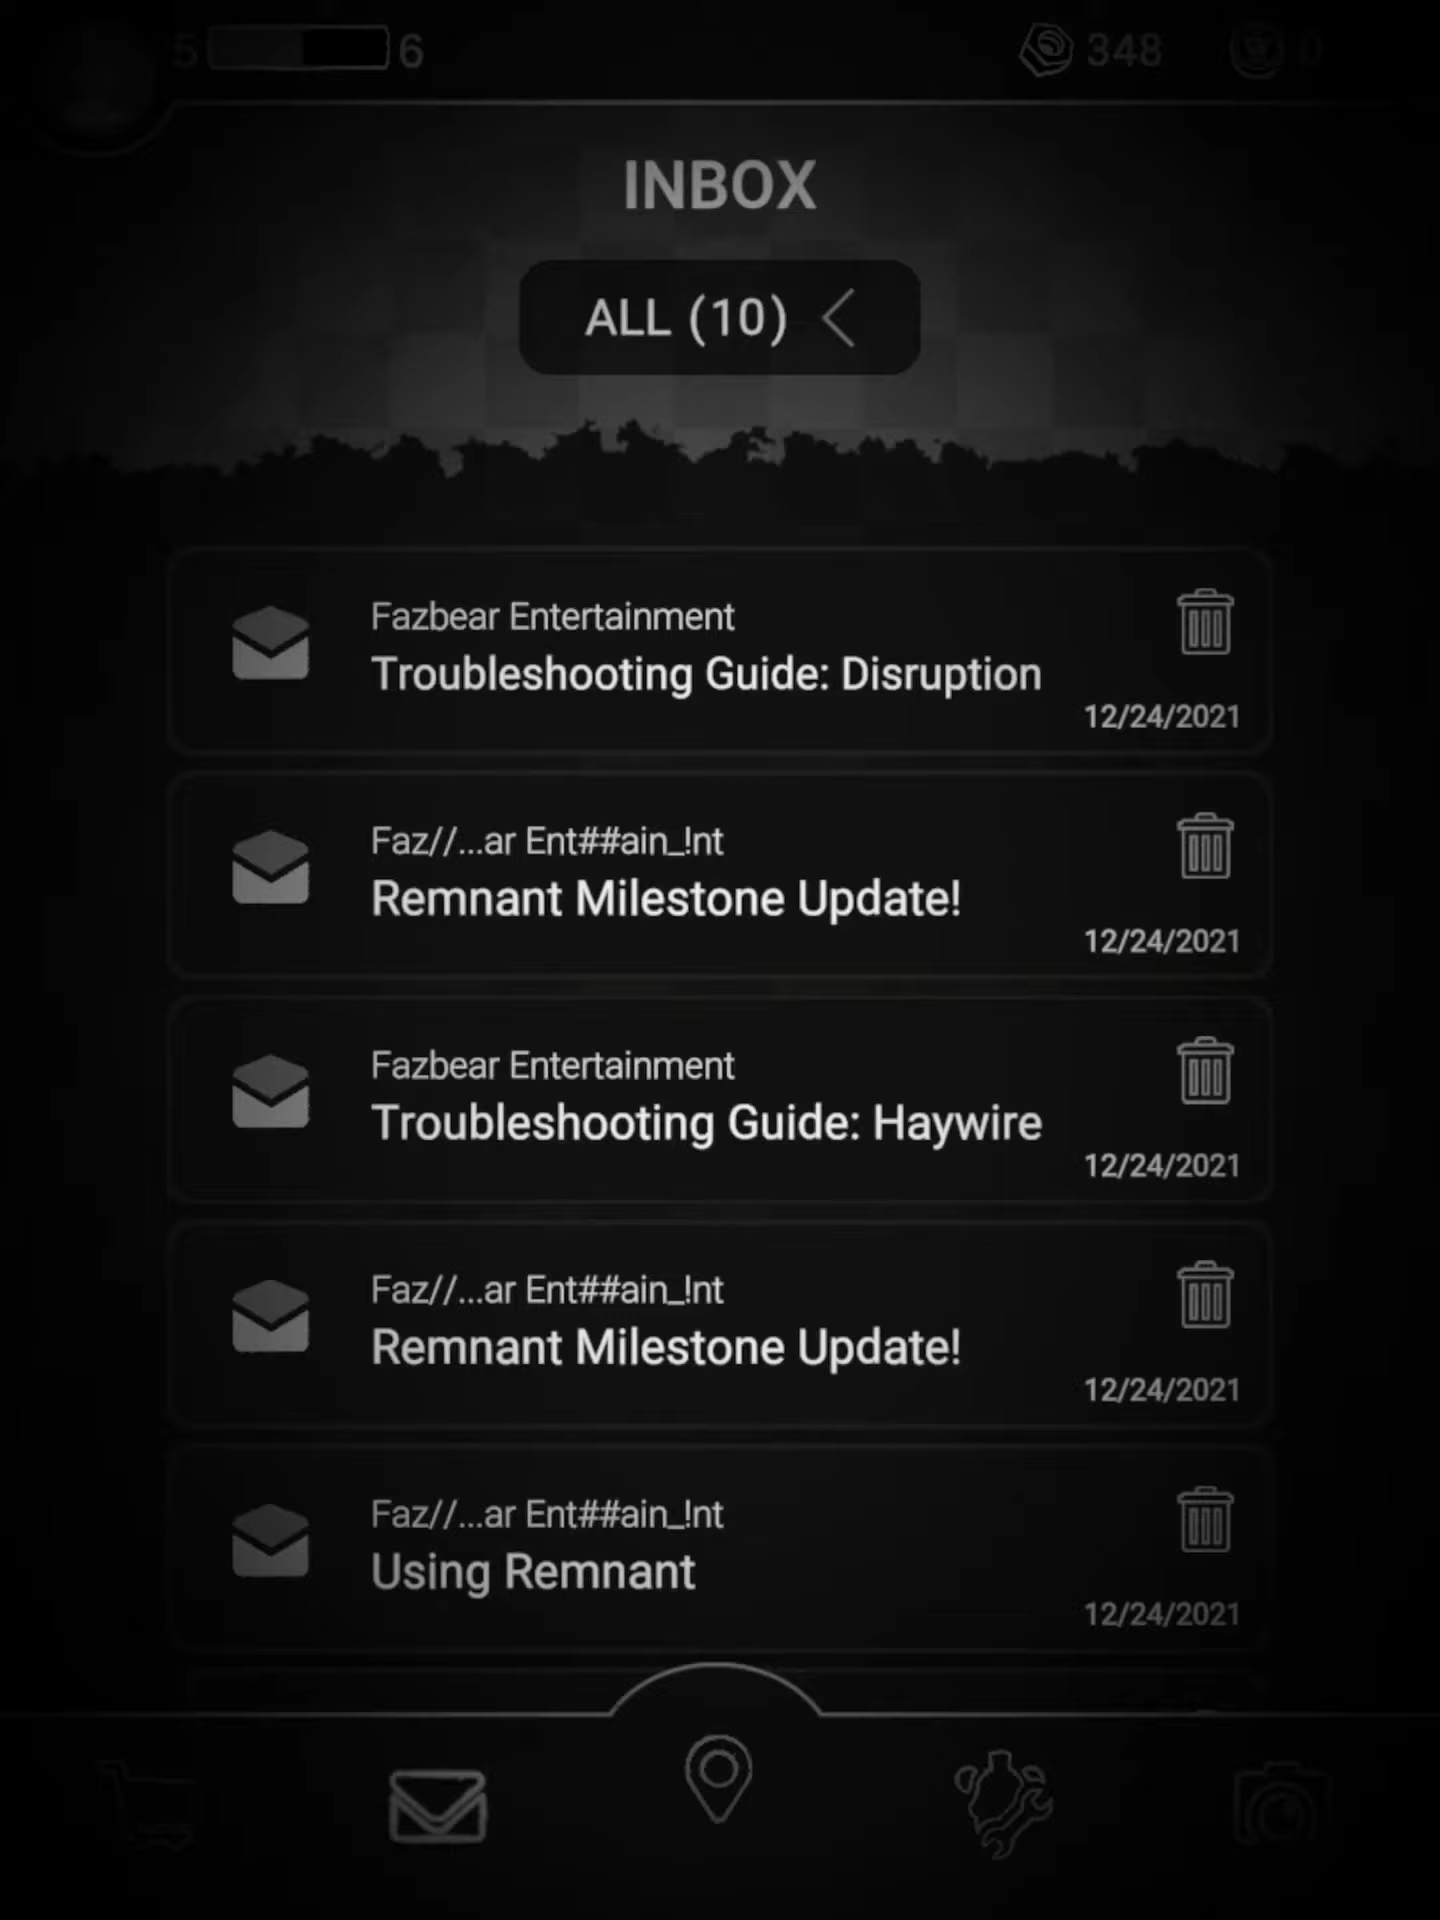 5 6 348 0
INBOX
ALL (10)
Fazbear Entertainment
Troubleshooting Guide: Disruption
12/24/2021
Faz//...ar Ent##ain_!nt
Remnant Milestone Update!
12/24/2021
Fazbear Entertainment
Troubleshooting Guide: Haywire
12/24/2021
Faz//...ar Ent##ain_!nt
Remnant Milestone Update!
12/24/2021
Faz//...ar Ent##ain_!nt
Using Remnant
12/24/2021